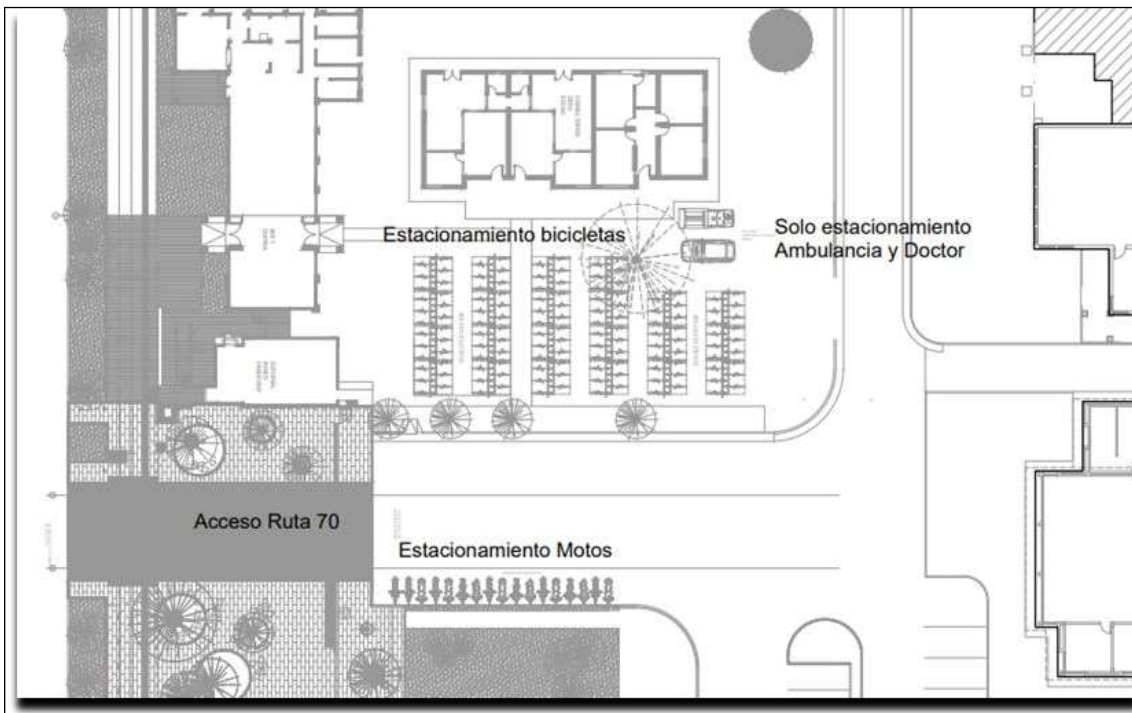 Estacionamiento bicicletas
Solo estacionamiento
Ambulancia y Doctor
Acceso Ruta 70
Estacionamiento Motos